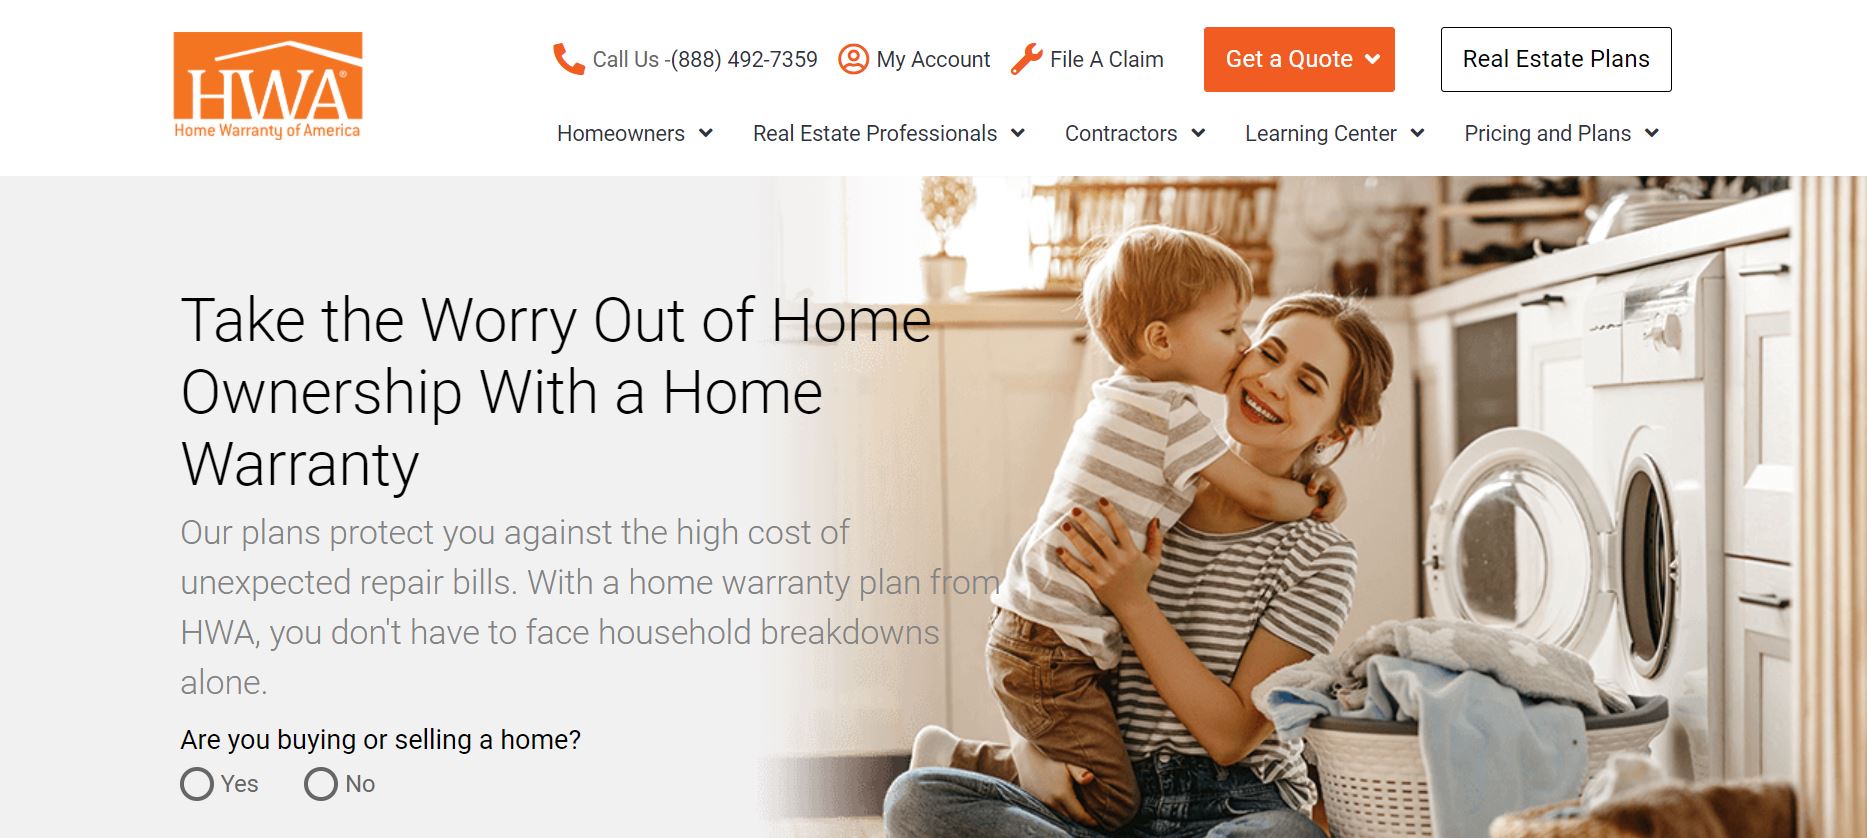 HWA®
Home Warranty of America
Call Us -(888) 492-7359 My Account File A Claim Get a Quote Real Estate Plans
Homeowners Real Estate Professionals Contractors Learning Center Pricing and Plans
Take the Worry Out of Home
Ownership With a Home
Warranty
Our plans protect you against the high cost of
unexpected repair bills. With a home warranty plan from
HWA, you don't have to face household breakdowns
alone.
Are you buying or selling a home?
Yes No